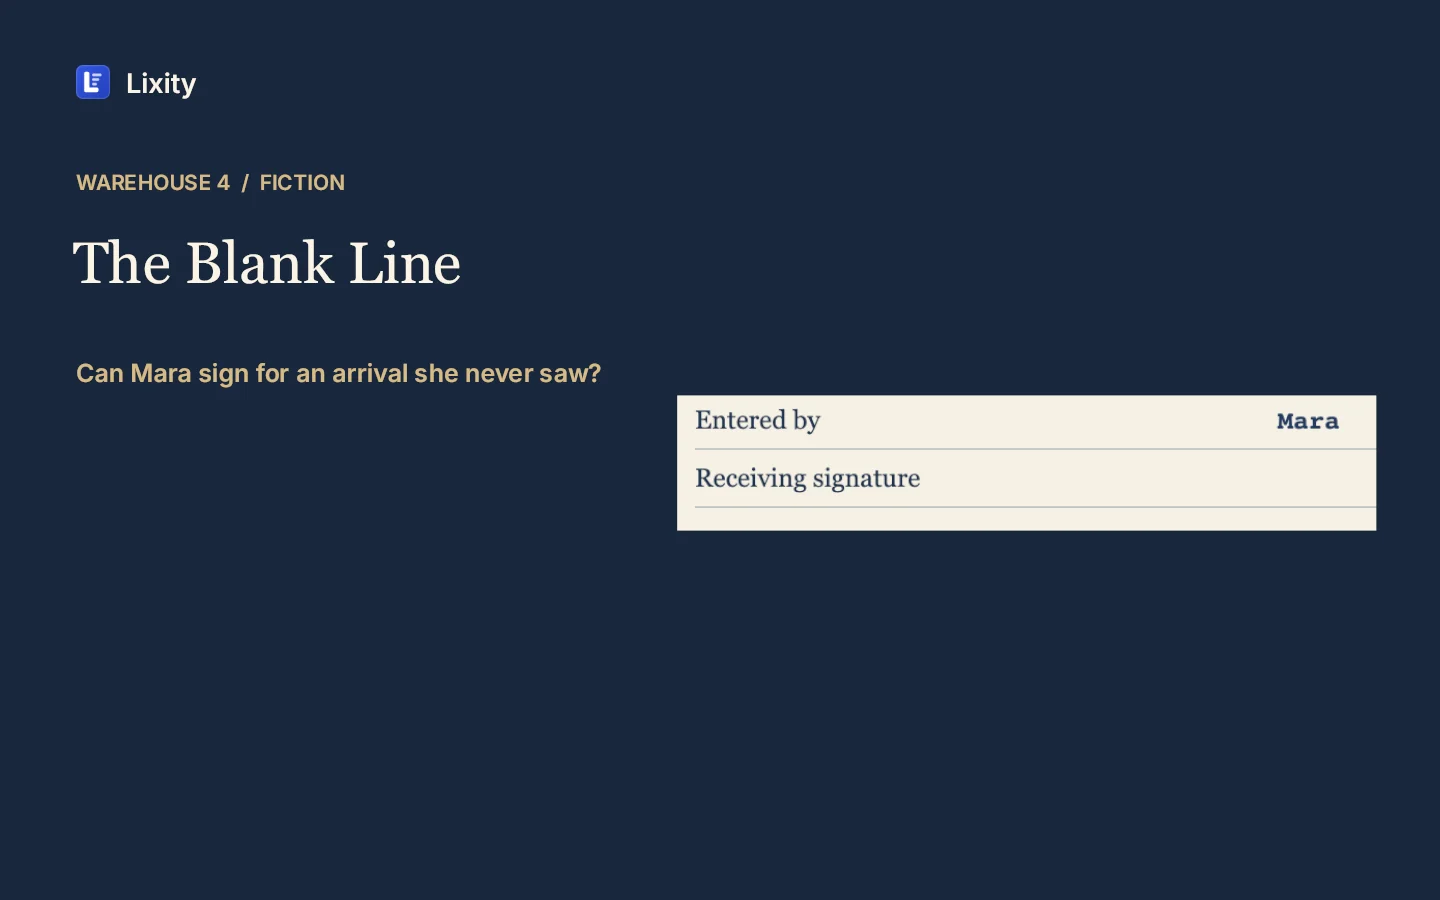 Lixity
WAREHOUSE 4 / FICTION
The Blank Line
Can Mara sign for an arrival she never saw?
Entered by Mara
Receiving signature